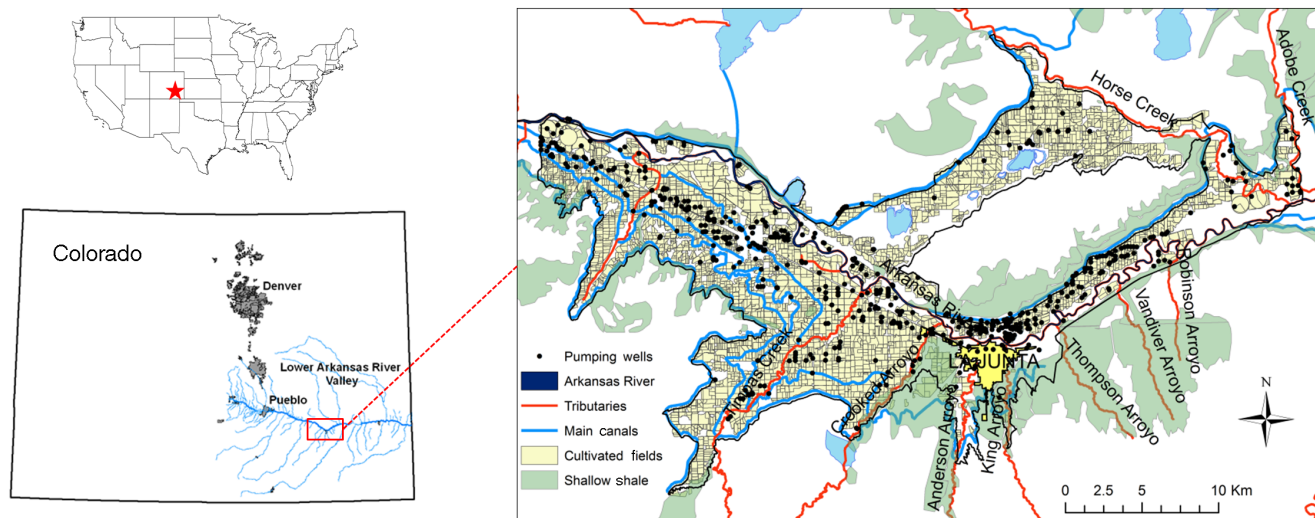 Colorado
Denver
Lower Arkansas River
Valley
Pueblo
Horse Creek
Adobe Creek
Arkansas River
LA JUNTA
Timpas Creek
Crooked Arroyo
Anderson Arroyo
King Arroyo
Thompson Arroyo
Vandiver Arroyo
Robinson Arroyo
Pumping wells
Arkansas River
Tributaries
Main canals
Cultivated fields
Shallow shale
N
0 2.5 5 10 Km